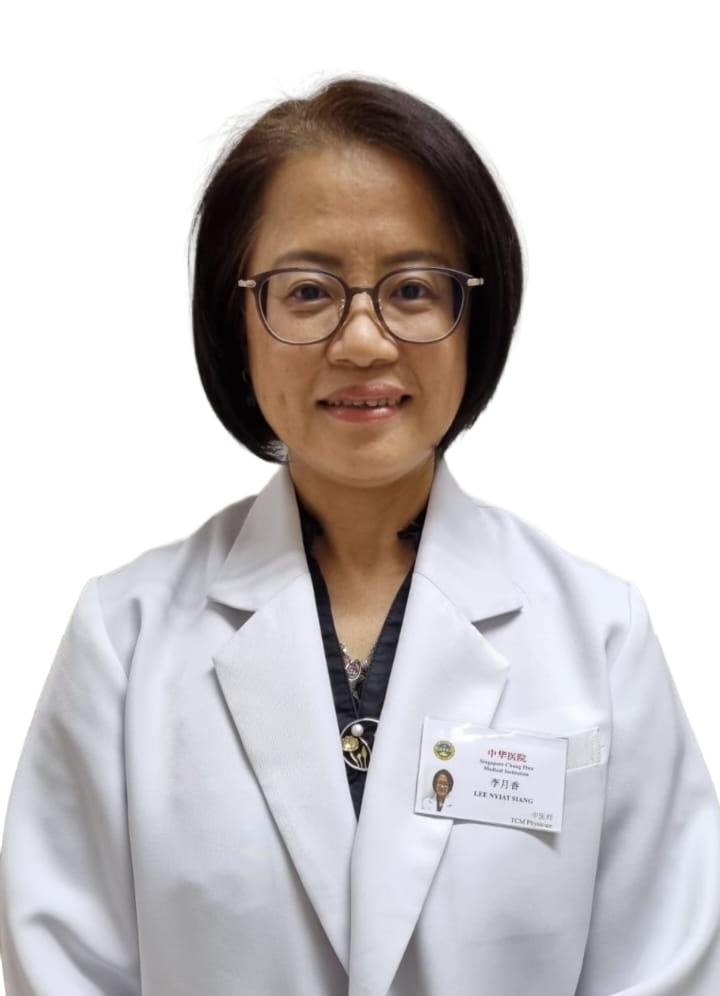 中华医院
Singapore Chung Hwa
Medical Institution
李月香
LEE NYIAT SIANG
中医师
TCM Physician